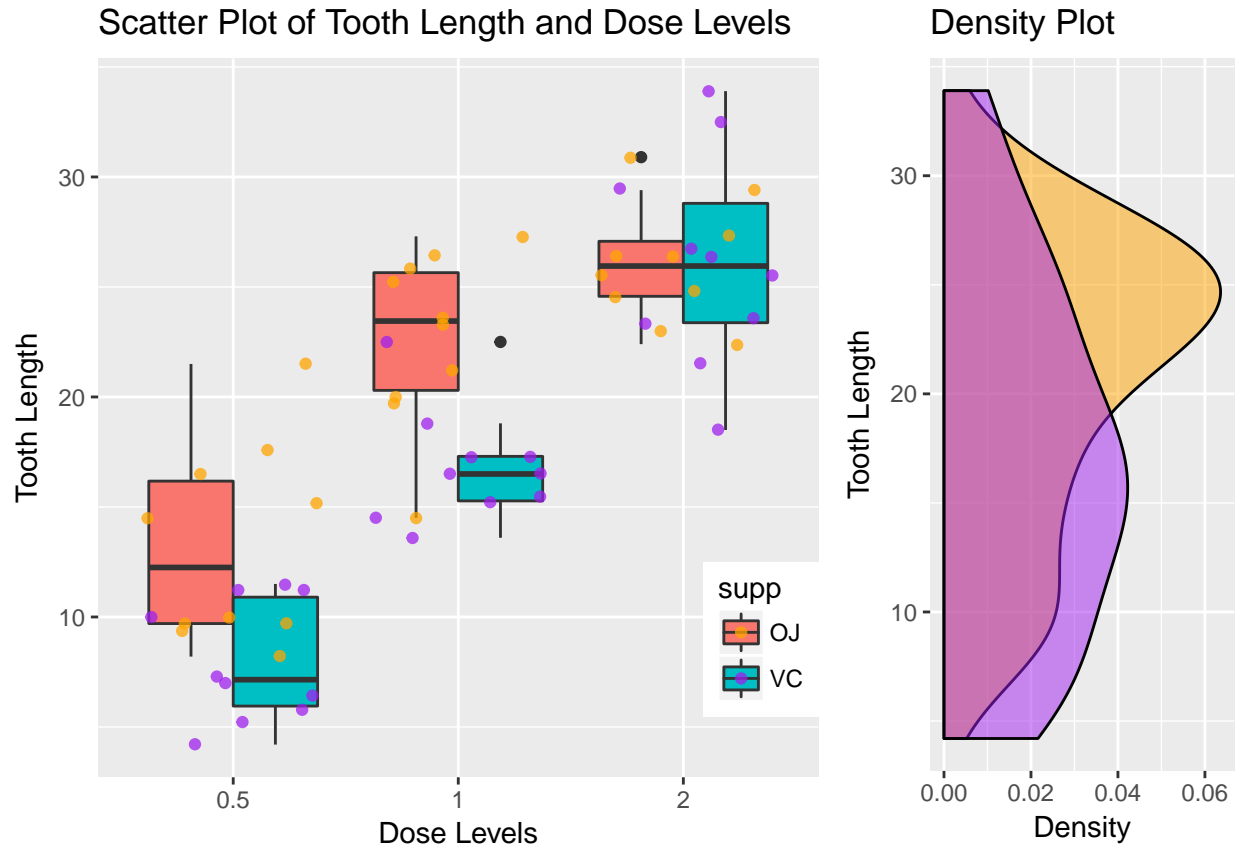 Scatter Plot of Tooth Length and Dose Levels
Tooth Length
30
20
10
0.5
1
2
Dose Levels
supp
OJ
VC
Density Plot
Tooth Length
30
20
10
0.00
0.02
0.04
0.06
Density